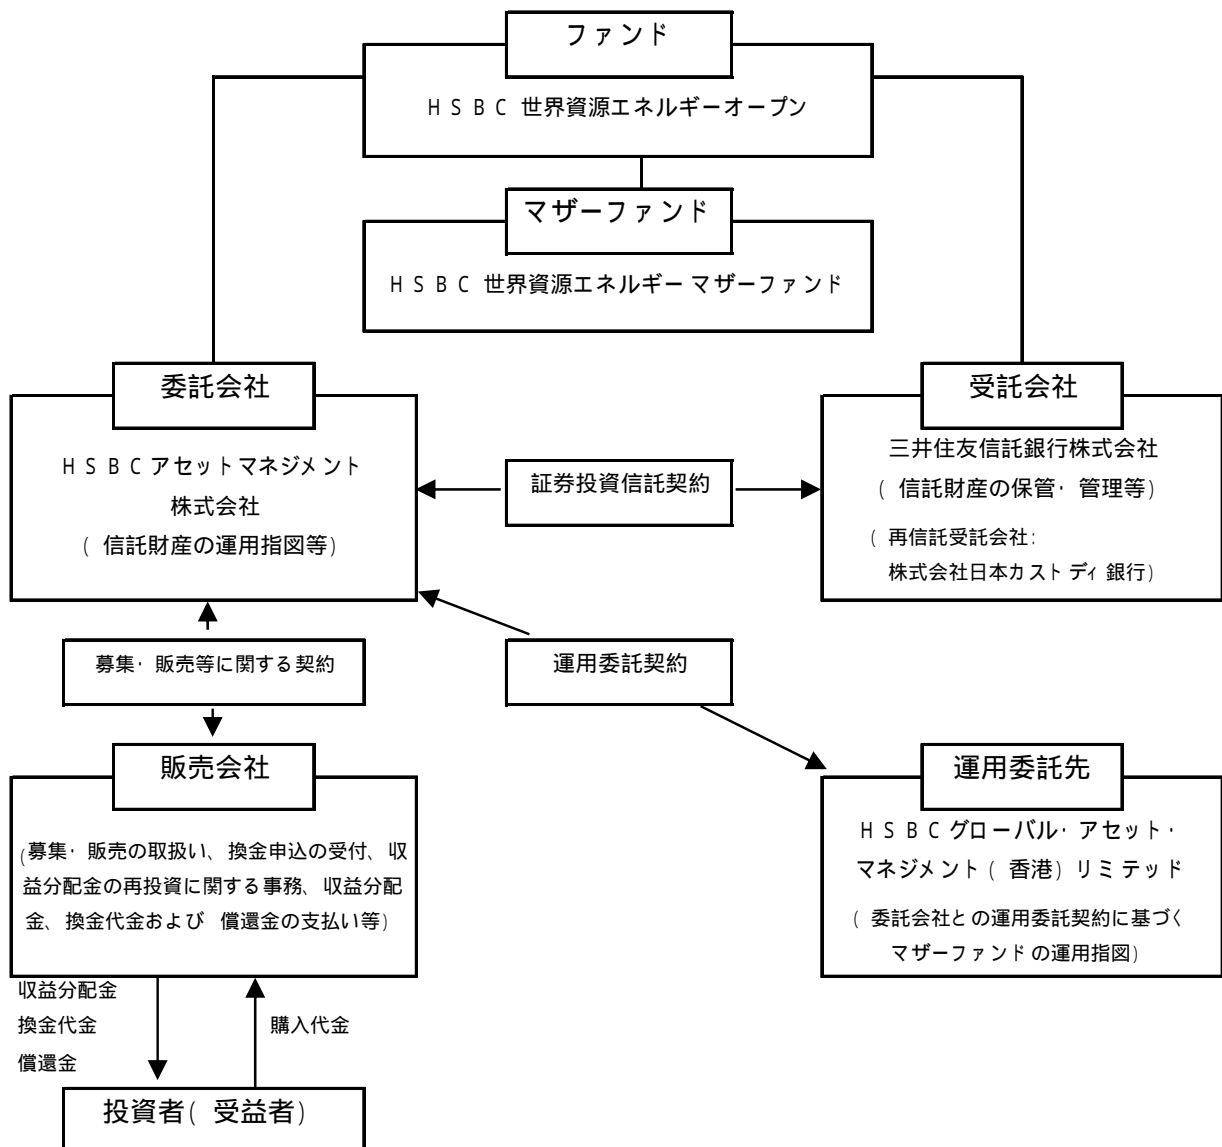 ファンド
HSBC 世界資源エネルギーオープン
マザーファンド
HSBC 世界資源エネルギー マザーファンド
委託会社
HSBCアセットマネジメント
株式会社
(信託財産の運用指図等)
証券投資信託契約
受託会社
三井住友信託銀行株式会社
(信託財産の保管・管理等)
(再信託受託会社:
株式会社日本カストディ銀行)
募集・販売等に関する契約
運用委託契約
販売会社
(募集・販売の取扱い、換金申込の受付、収
益分配金の再投資に関する事務、収益分配
金、換金代金および 償還金の支払い等)
運用委託先
HSBCグローバル・アセット・
マネジメント(香港)リミテッド
(委託会社との運用委託契約に基づく
マザーファンドの運用指図)
収益分配金
換金代金
償還金
購入代金
投資者(受益者)